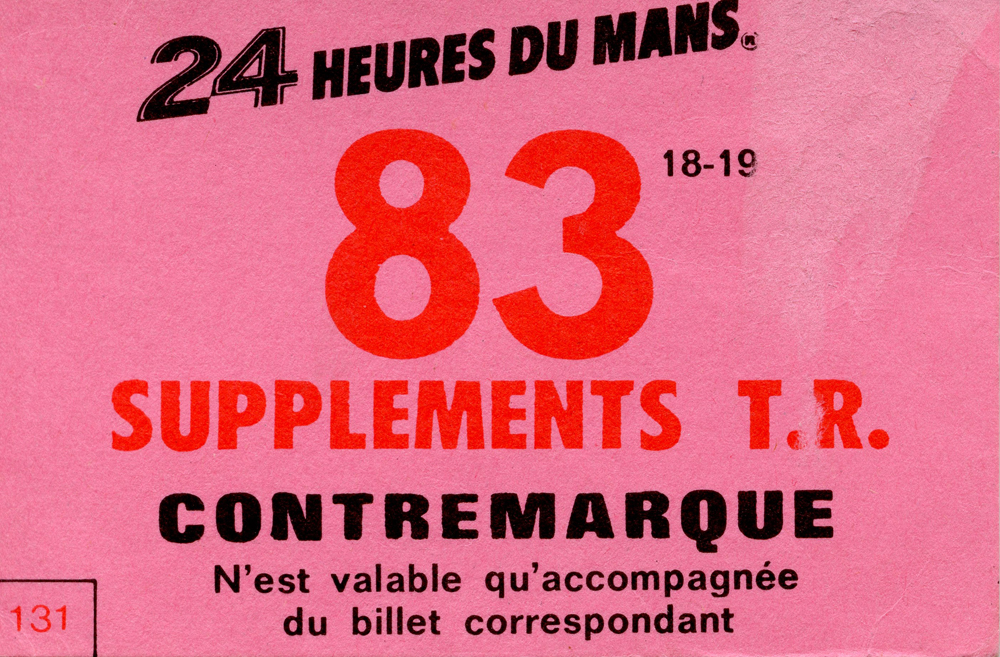 24 HEURES DU MANS®
83 18-19
SUPPLEMENTS T.R.
CONTREMARQUE
N'est valable qu'accompagnée
du billet correspondant
131